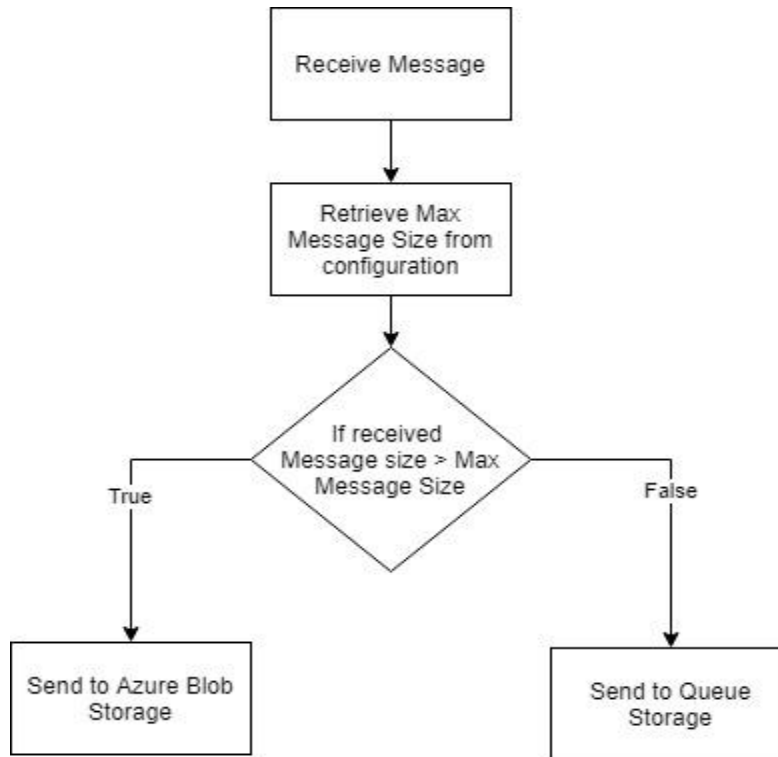 Receive Message
Retrieve Max
Message Size from
configuration
If received
Message size > Max
Message Size
True
False
Send to Azure Blob
Storage
Send to Queue
Storage